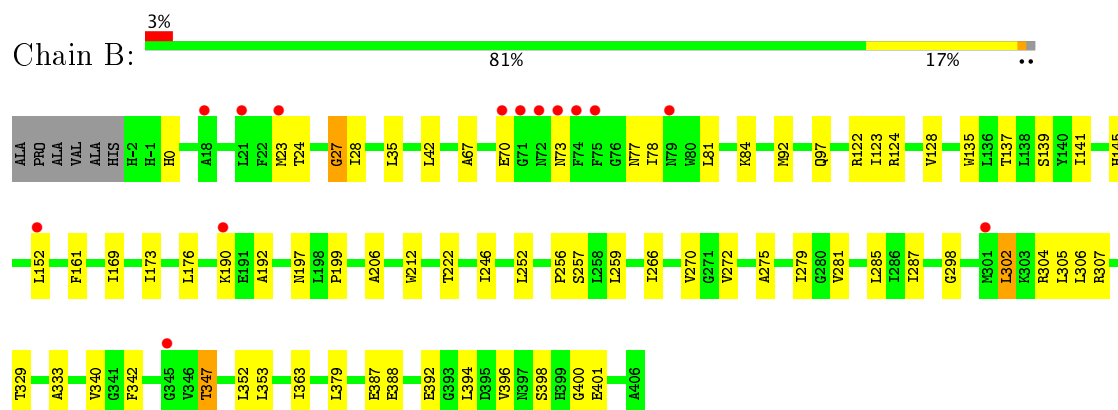 3%
Chain B:
81%
17%
••
ALA PRO ALA VAL ALA HIS H-2 H-1 H0 A18 L21 F22 M23 T24 G27 I28 L35 L42 A67 E70 G71 N72 N73 F74 F75 G76 N77 I78 N79 W80 L81 K84 M92 Q97 R122 I123 R124 V128 W135 L136 T137 L138 S139 Y140 I141 H145
L152 F161 I169 I173 L176 K190 E191 A192 N197 L198 P199 A206 W212 T222 I246 L252 P256 S257 L258 L259 I266 V270 G271 V272 A275 I279 G280 V281 L285 I286 I287 G298 M301 L302 K303 R304 L305 L306 R307
T329 A333 V340 G341 F342 G345 V346 T347 L352 L353 I363 L379 E387 E388 E392 G393 L394 D395 V396 N397 S398 H399 G400 E401 A406